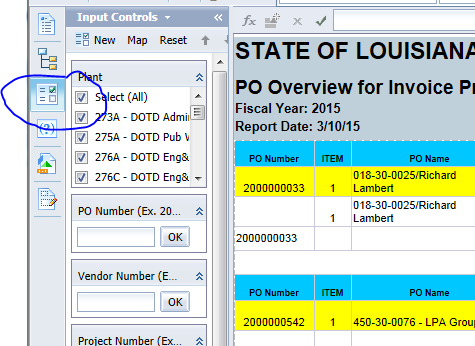 Input Controls
New Map Reset
Plant
Select (All)
273A - DOTD Admi
275A - DOTD Pub W
276A - DOTD Eng&
276C - DOTD Eng&
PO Number (Ex. 20...
OK
Vendor Number (E...
OK
Project Number (Ex...
STATE OF LOUISIANA
PO Overview for Invoice Pr
Fiscal Year: 2015
Report Date: 3/10/15
PO Number ITEM PO Name
2000000033 1 018-30-0025/Richard
Lambert
1 018-30-0025/Richard
Lambert
2000000033
PO Number ITEM PO Name
2000000542 1 450-30-0076 - LPA Group